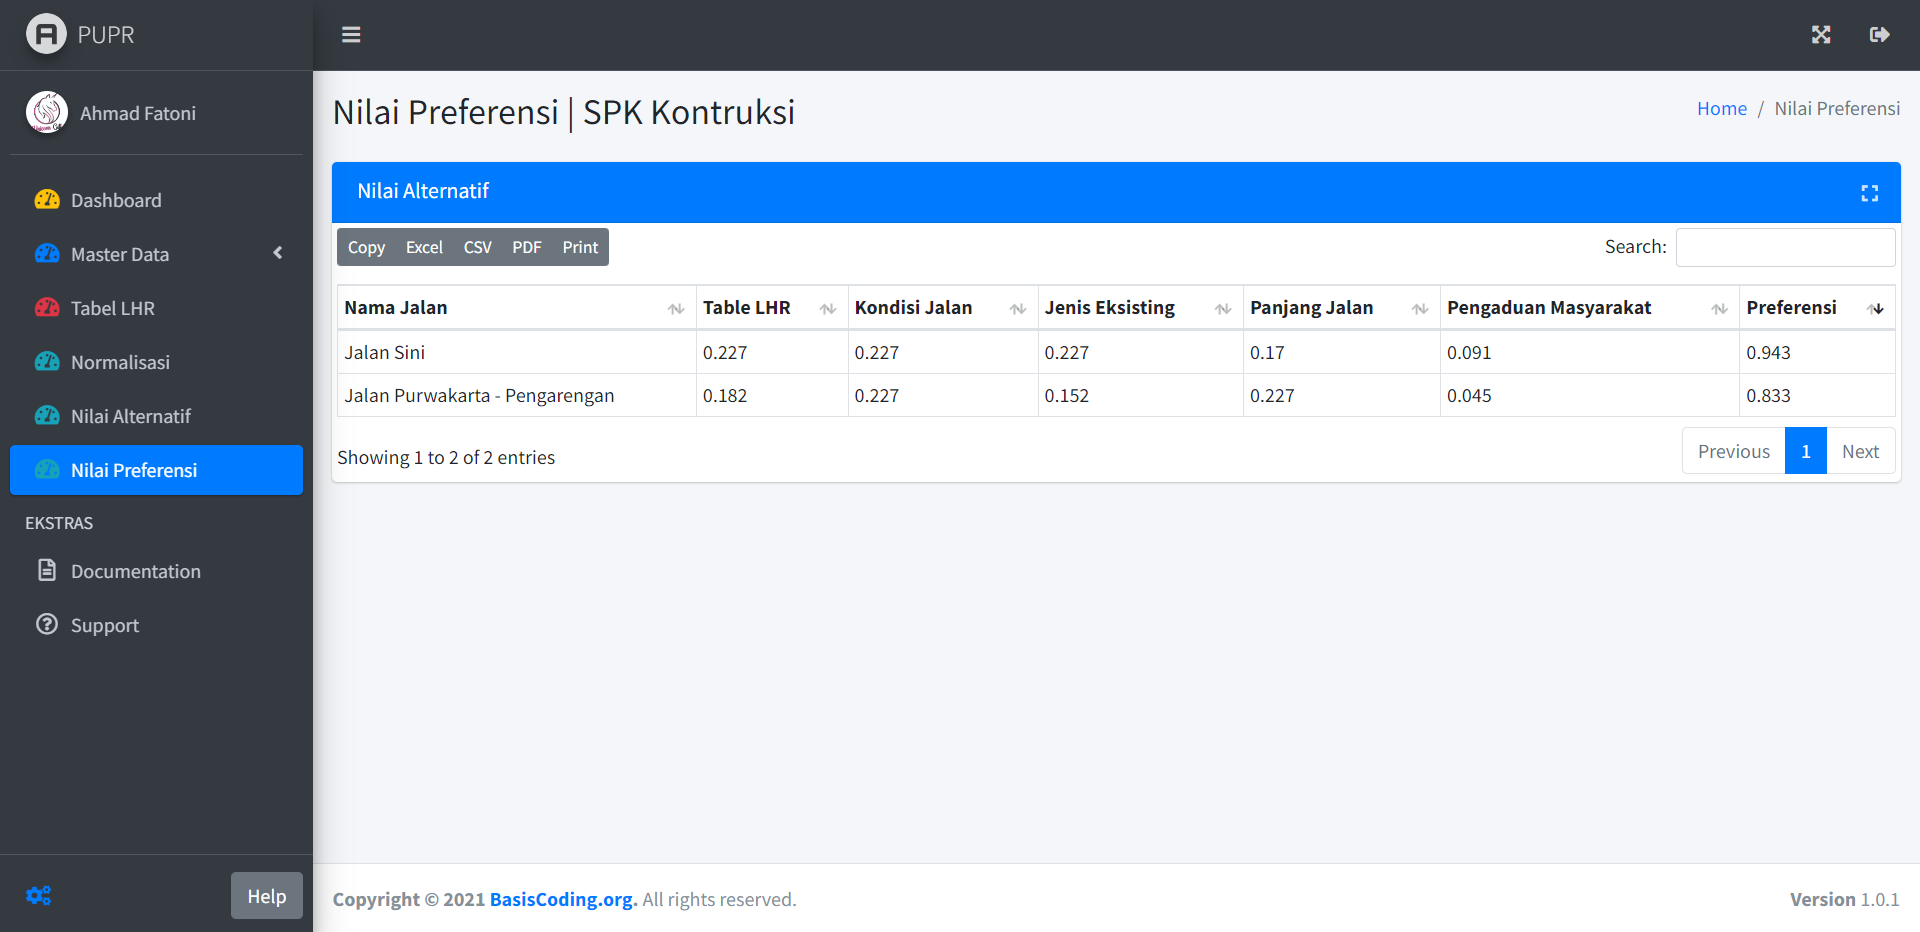 PUPR
Ahmad Fatoni
Dashboard
Master Data
Tabel LHR
Normalisasi
Nilai Alternatif
Nilai Preferensi
EKSTRAS
Documentation
Support
Help
Nilai Preferensi | SPK Kontruksi
Home / Nilai Preferensi
Nilai Alternatif
Copy Excel CSV PDF Print
Search:
Nama Jalan Table LHR Kondisi Jalan Jenis Eksisting Panjang Jalan Pengaduan Masyarakat Preferensi
Jalan Sini 0.227 0.227 0.227 0.17 0.091 0.943
Jalan Purwakarta - Pengarengan 0.182 0.227 0.152 0.227 0.045 0.833
Showing 1 to 2 of 2 entries
Previous 1 Next
Copyright © 2021 BasisCoding.org. All rights reserved.
Version 1.0.1